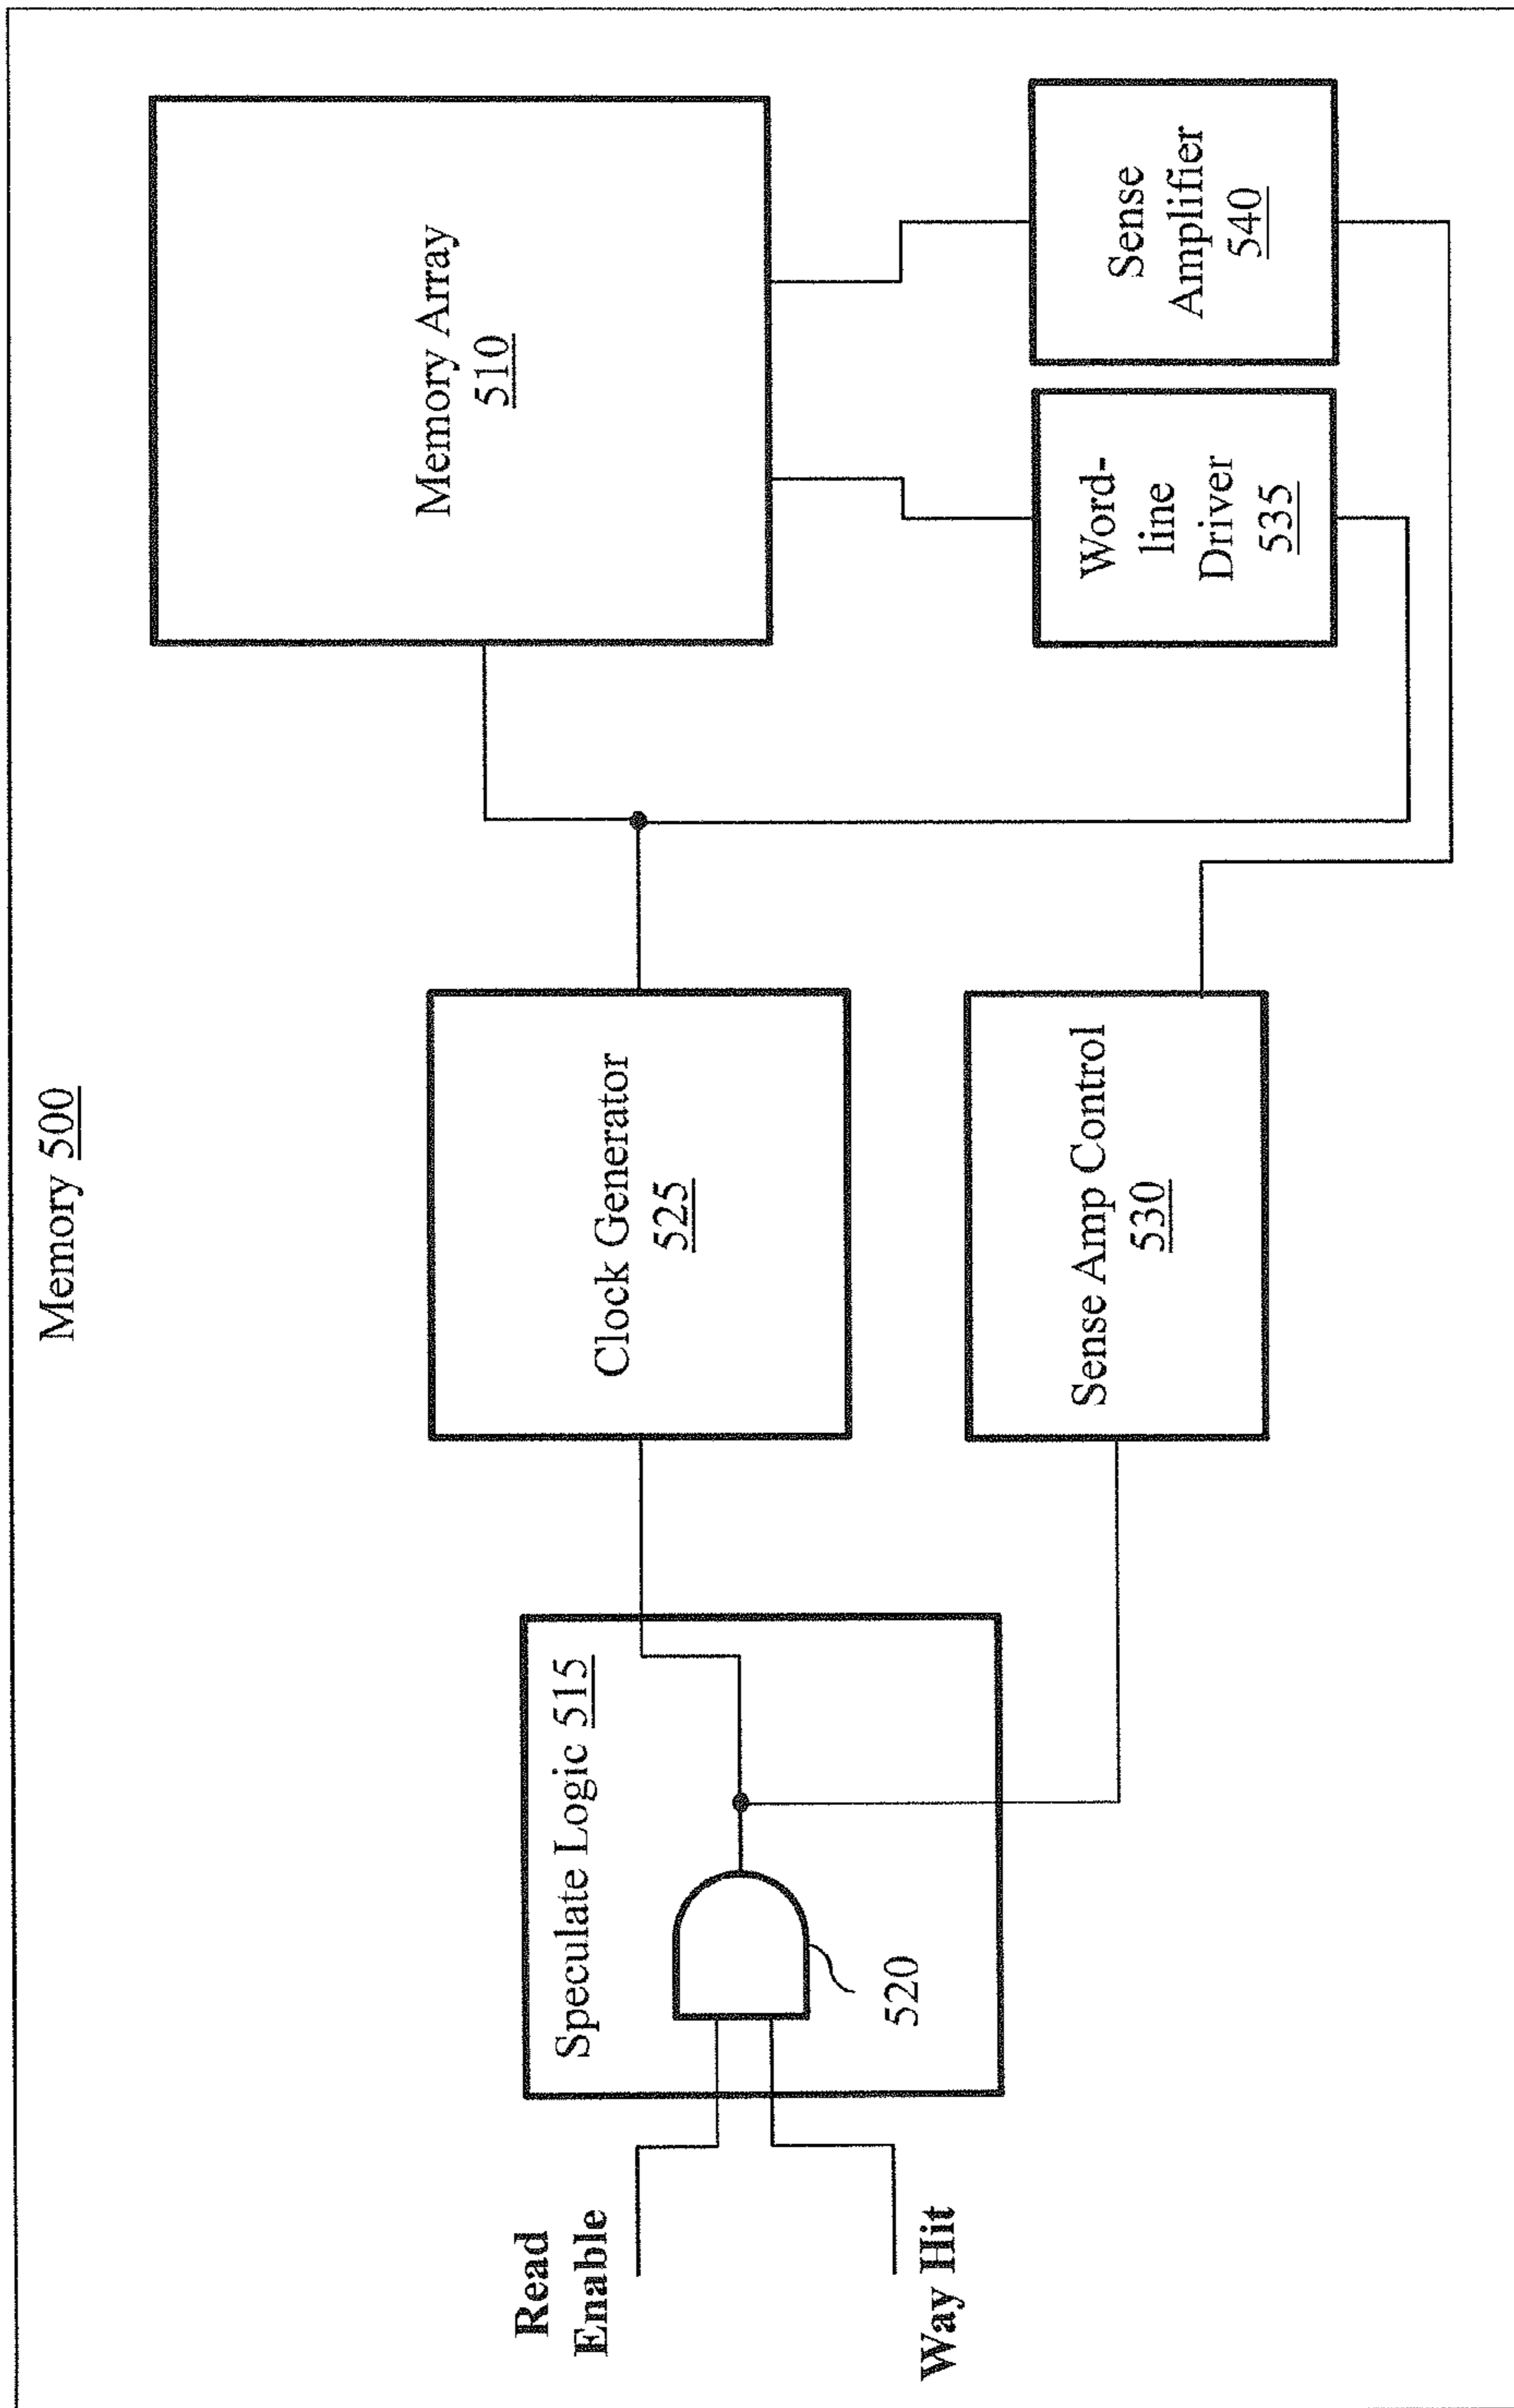 Memory 500
Read
Enable
Way Hit
Speculate Logic 515
520
Clock Generator
525
Sense Amp Control
530
Memory Array
510
Word-
line
Driver
535
Sense
Amplifier
540